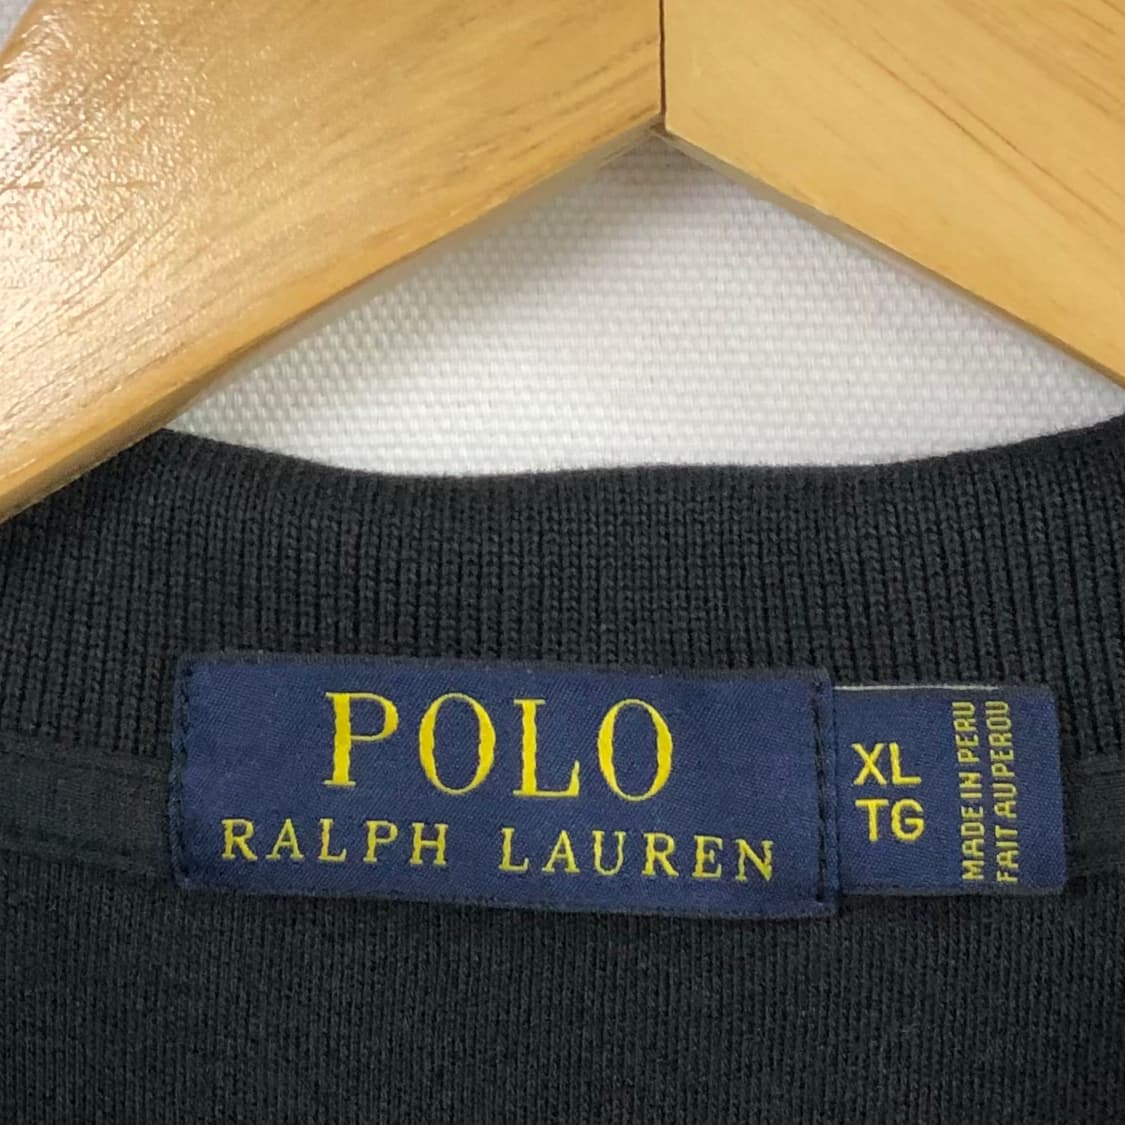 POLO
RALPH LAUREN
XL
TG
MADE IN PERU
FAIT AU PEROU